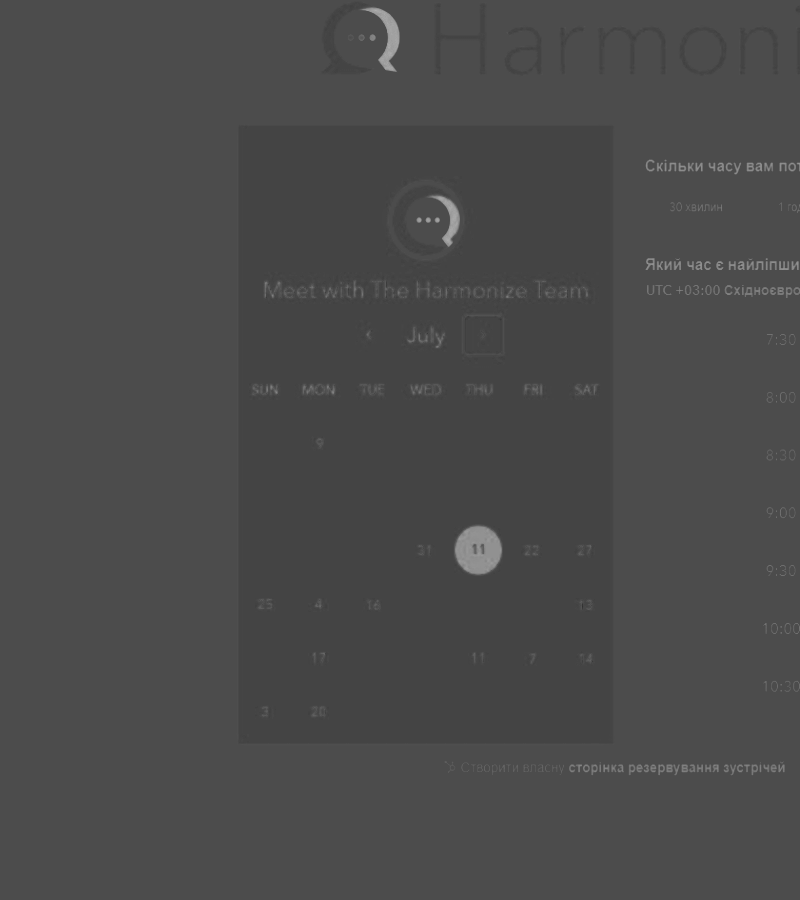 Harmoni
Meet with The Harmonize Team
‹ July ›
SUN MON TUE WED THU FRI SAT
9
31 11 22 27
25 4 16 13
17 11 7 14
3 20
Скільки часу вам пот
30 хвилин 1 го
Який час є найліпши
UTC +03:00 Східноєвро
7:30
8:00
8:30
9:00
9:30
10:00
10:30
Створити власну сторінка резервування зустрічей